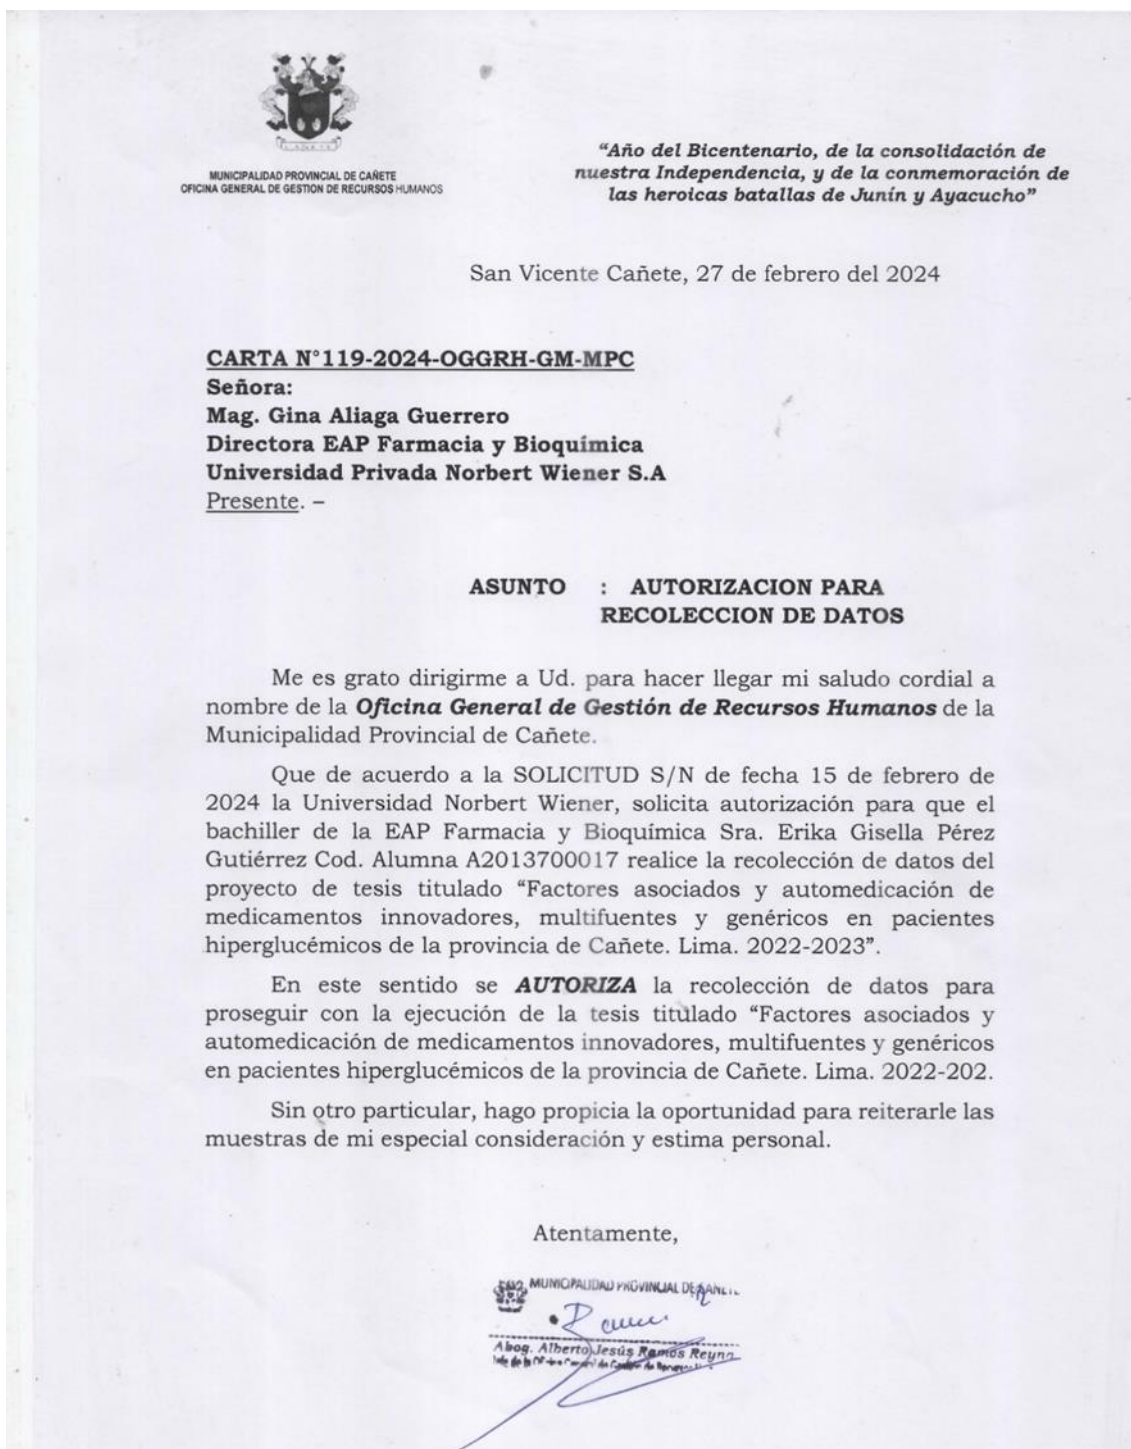 CAÑETE
MUNICIPALIDAD PROVINCIAL DE CAÑETE
OFICINA GENERAL DE GESTION DE RECURSOS HUMANOS
“Año del Bicentenario, de la consolidación de
nuestra Independencia, y de la conmemoración de
las heroicas batallas de Junín y Ayacucho”
San Vicente Cañete, 27 de febrero del 2024
CARTA N°119-2024-OGGRH-GM-MPC
Señora:
Mag. Gina Aliaga Guerrero
Directora EAP Farmacia y Bioquímica
Universidad Privada Norbert Wiener S.A
Presente. –
ASUNTO : AUTORIZACION PARA
RECOLECCION DE DATOS
Me es grato dirigirme a Ud. para hacer llegar mi saludo cordial a
nombre de la Oficina General de Gestión de Recursos Humanos de la
Municipalidad Provincial de Cañete.
Que de acuerdo a la SOLICITUD S/N de fecha 15 de febrero de
2024 la Universidad Norbert Wiener, solicita autorización para que el
bachiller de la EAP Farmacia y Bioquímica Sra. Erika Gisella Pérez
Gutiérrez Cod. Alumna A2013700017 realice la recolección de datos del
proyecto de tesis titulado “Factores asociados y automedicación de
medicamentos innovadores, multifuentes y genéricos en pacientes
hiperglucémicos de la provincia de Cañete. Lima. 2022-2023”.
En este sentido se AUTORIZA la recolección de datos para
proseguir con la ejecución de la tesis titulado “Factores asociados y
automedicación de medicamentos innovadores, multifuentes y genéricos
en pacientes hiperglucémicos de la provincia de Cañete. Lima. 2022-202.
Sin otro particular, hago propicia la oportunidad para reiterarle las
muestras de mi especial consideración y estima personal.
Atentamente,
MUNICIPALIDAD PROVINCIAL DE CAÑETE
Abog. Alberto Jesús Ramos Reyna